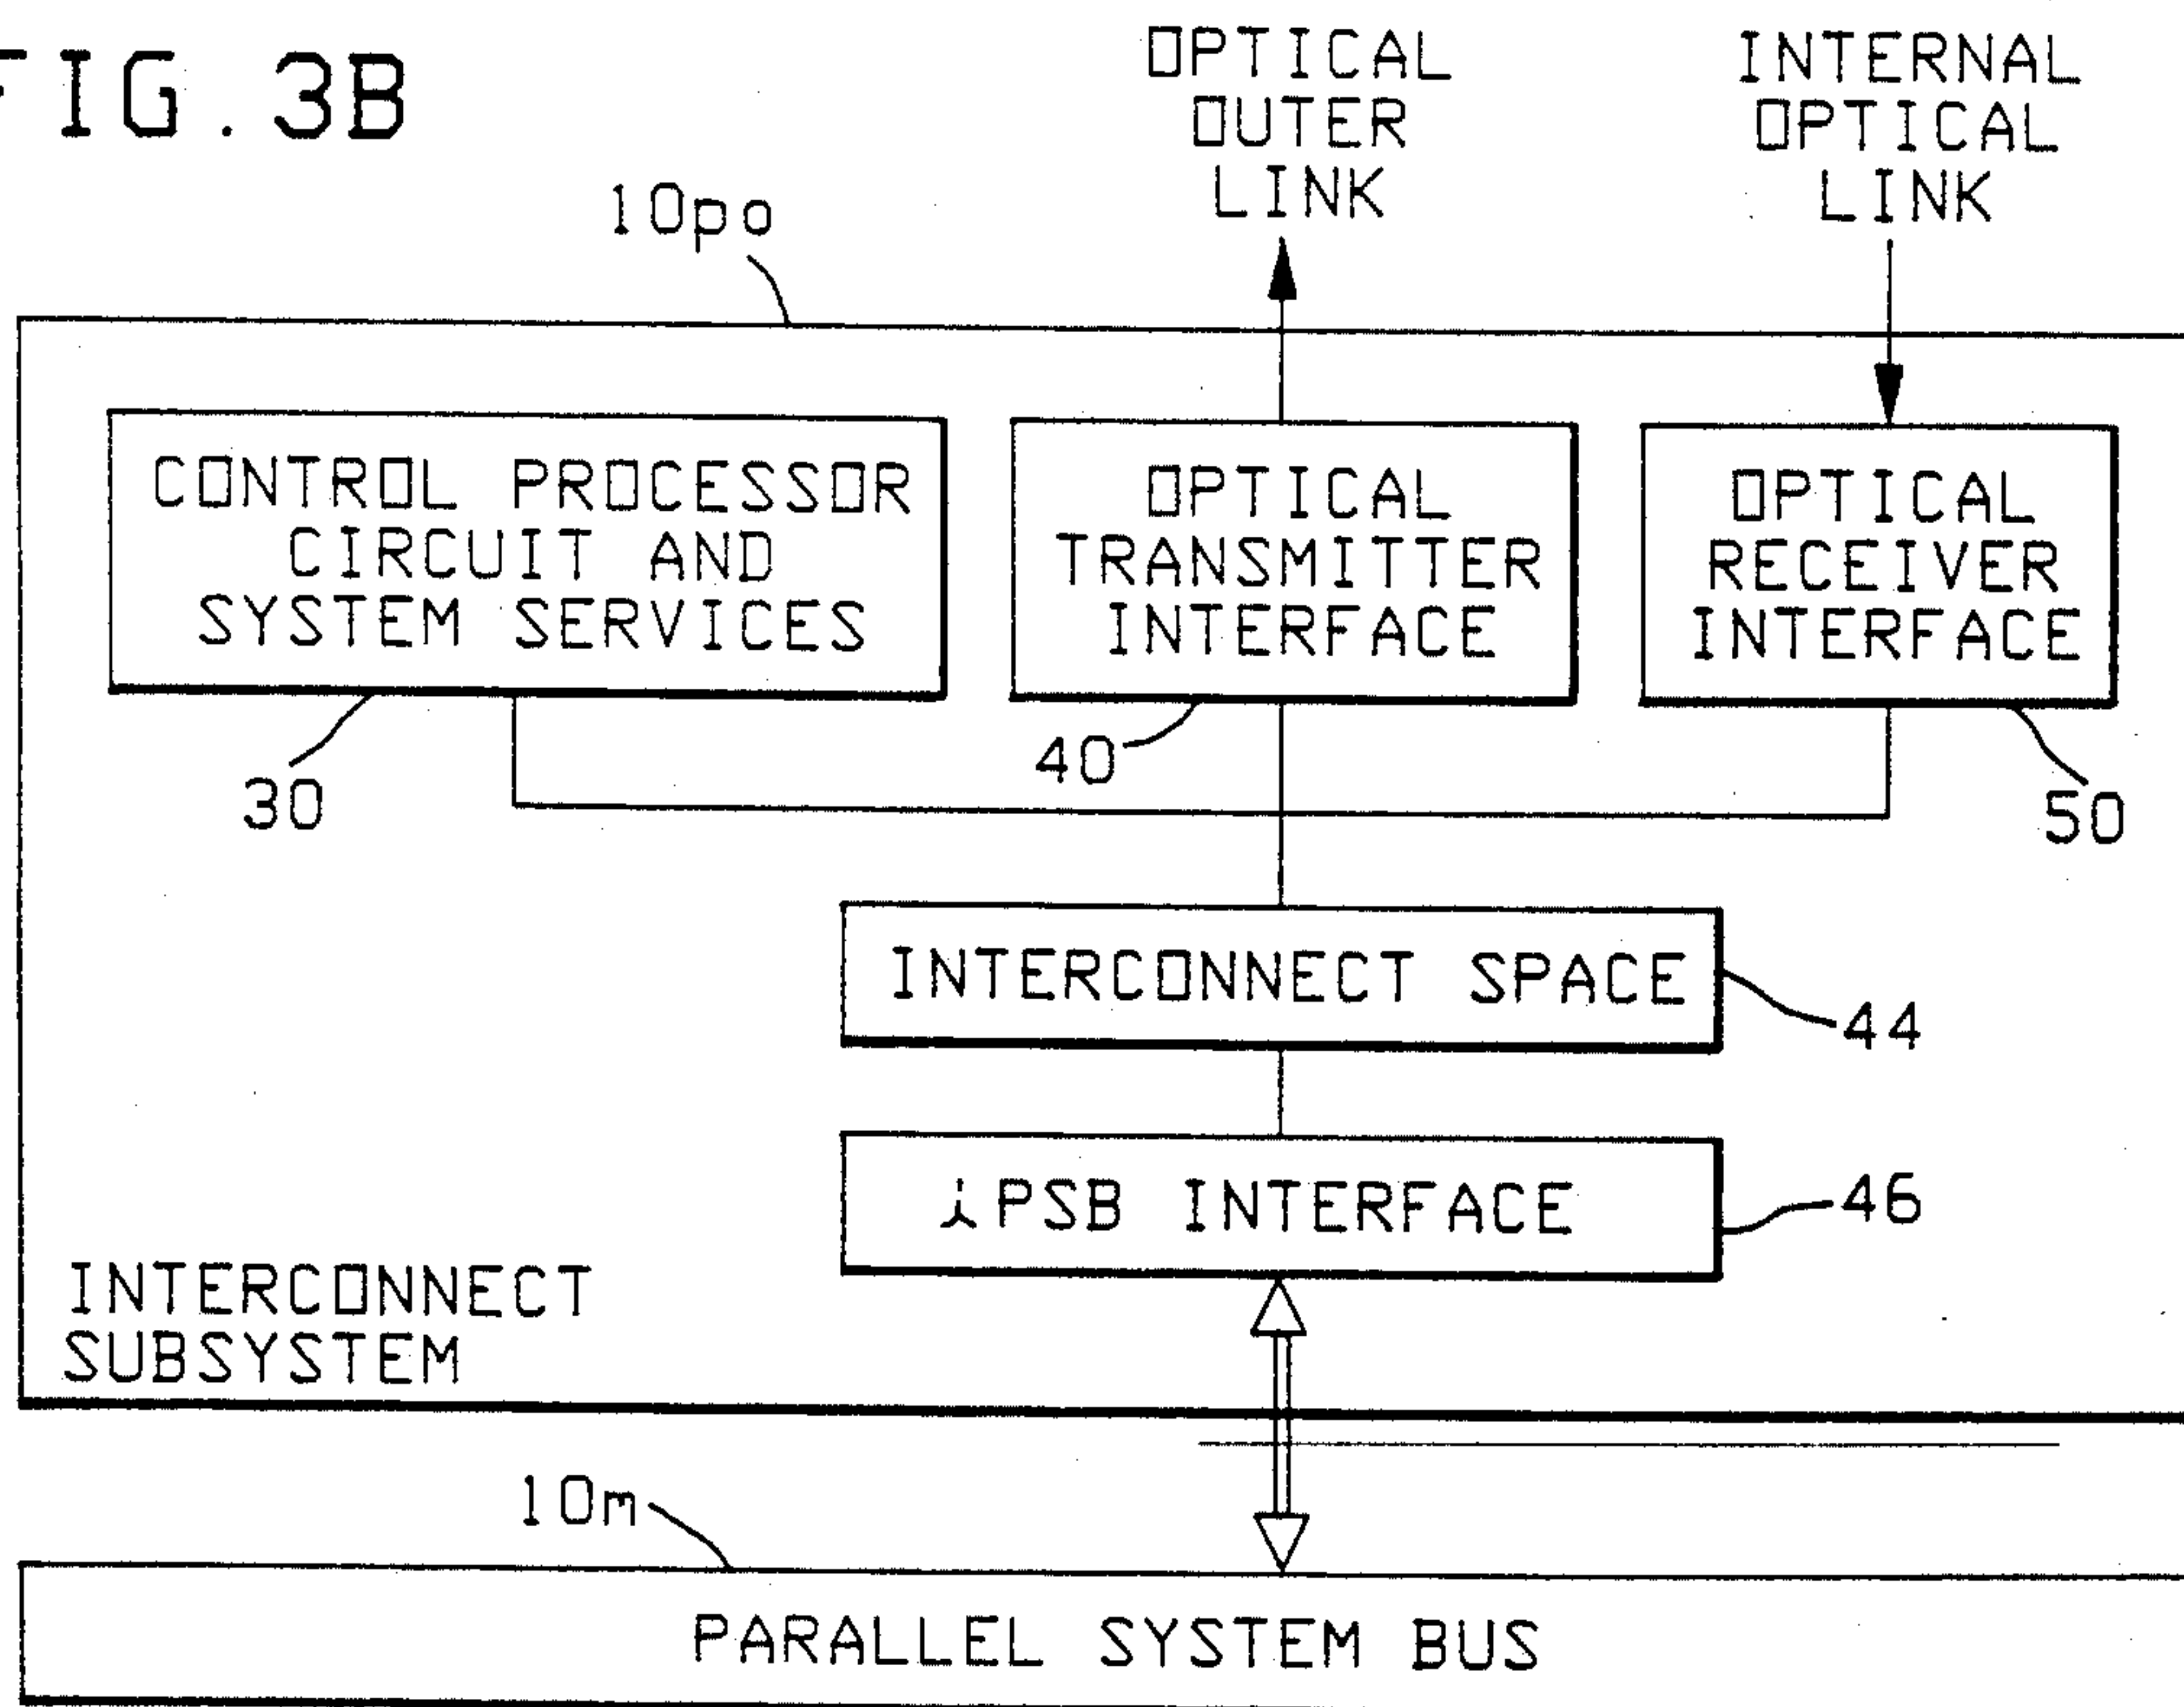 FIG. 3B
OPTICAL
OUTER
LINK
INTERNAL
OPTICAL
LINK
10po
CONTROL PROCESSOR
CIRCUIT AND
SYSTEM SERVICES
OPTICAL
TRANSMITTER
INTERFACE
OPTICAL
RECEIVER
INTERFACE
30
40
50
INTERCONNECT SPACE
44
iPSB INTERFACE
46
INTERCONNECT
SUBSYSTEM
10m
PARALLEL SYSTEM BUS